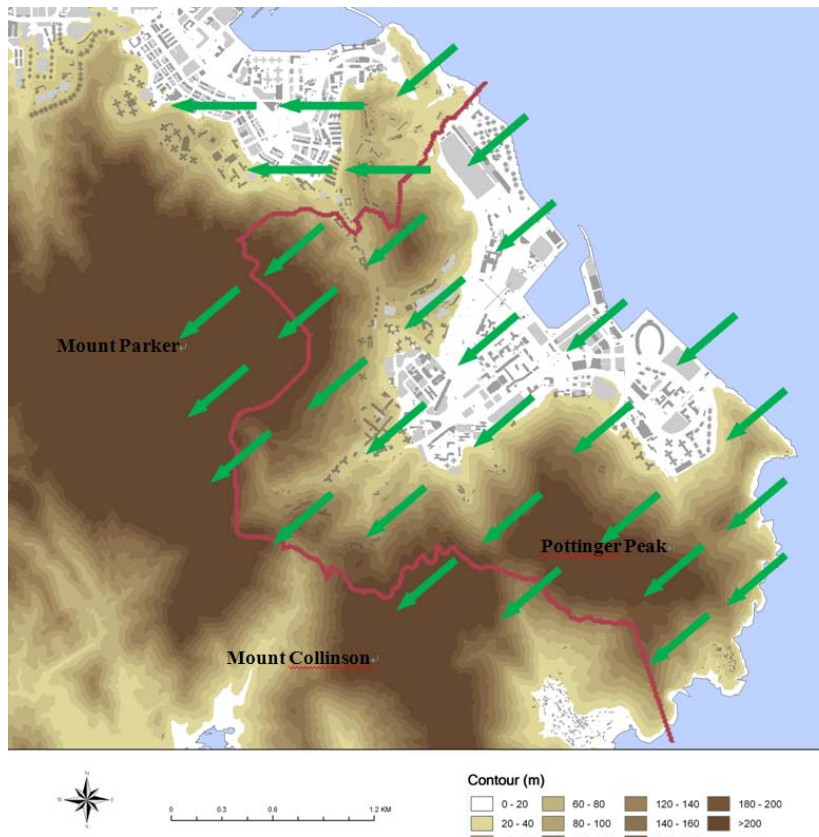 Mount Parker
Pottinger Peak
Mount Collinson
N
W
E
S
0 0.3 0.6 1.2 KM
Contour (m)
0 - 20 60 - 80 120 - 140 180 - 200
20 - 40 80 - 100 140 - 160 >200